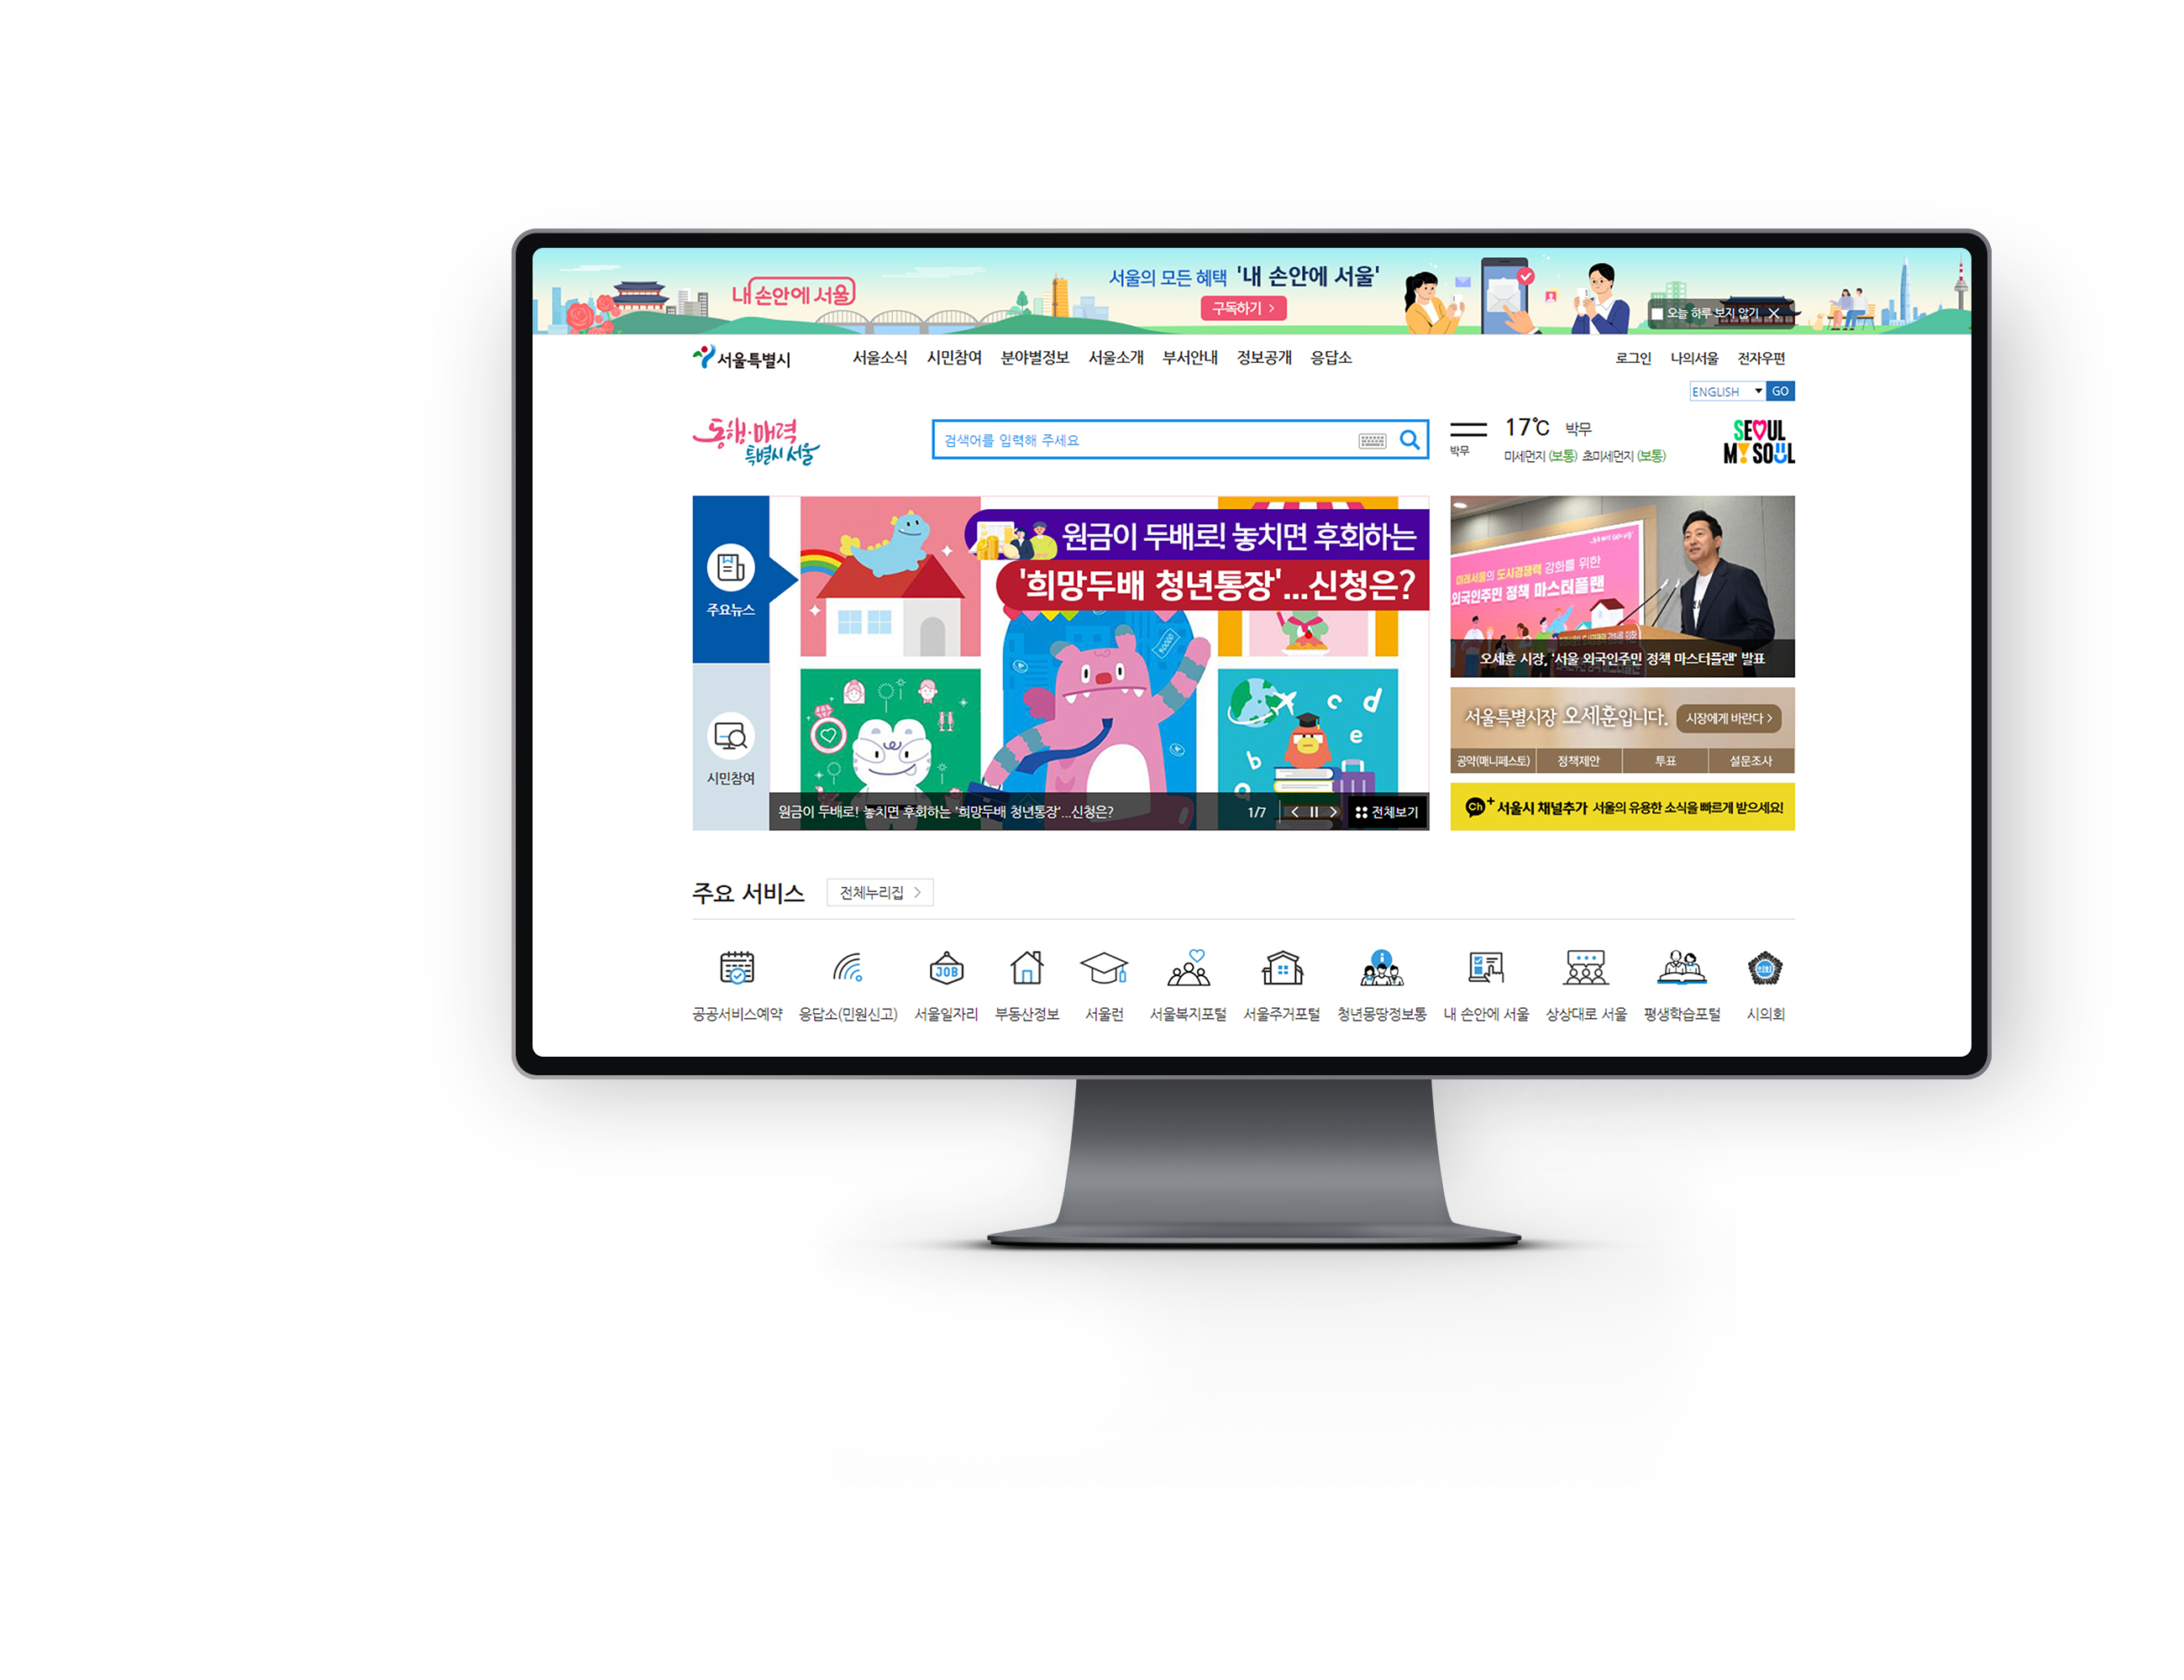 내 손안에 서울
서울의 모든 혜택 '내 손안에 서울'
구독하기 >
오늘 하루 보지 않기 ×
서울특별시
서울소식 시민참여 분야별정보 서울소개 부서안내 정보공개 응답소
로그인 나의서울 전자우편
ENGLISH GO
동행·매력
특별시 서울
검색어를 입력해 주세요
박무
17℃ 박무
미세먼지 (보통) 초미세먼지 (보통)
SEOUL
MY SOUL
주요뉴스
시민참여
원금이 두배로! 놓치면 후회하는
'희망두배 청년통장'...신청은?
원금이 두배로! 놓치면 후회하는 '희망두배 청년통장'...신청은?
1/7
전체보기
미래서울의 도시경쟁력 강화를 위한
외국인주민 정책 마스터플랜
오세훈 시장, '서울 외국인주민 정책 마스터플랜' 발표
서울특별시장 오세훈입니다.
시장에게 바란다 >
공약(매니페스토) 정책제안 투표 설문조사
Ch+ 서울시 채널추가 서울의 유용한 소식을 빠르게 받으세요!
주요 서비스
전체누리집 >
JOB
공공서비스예약 응답소(민원신고) 서울일자리 부동산정보 서울런 서울복지포털 서울주거포털 청년몽땅정보통 내 손안에 서울 상상대로 서울 평생학습포털 시의회